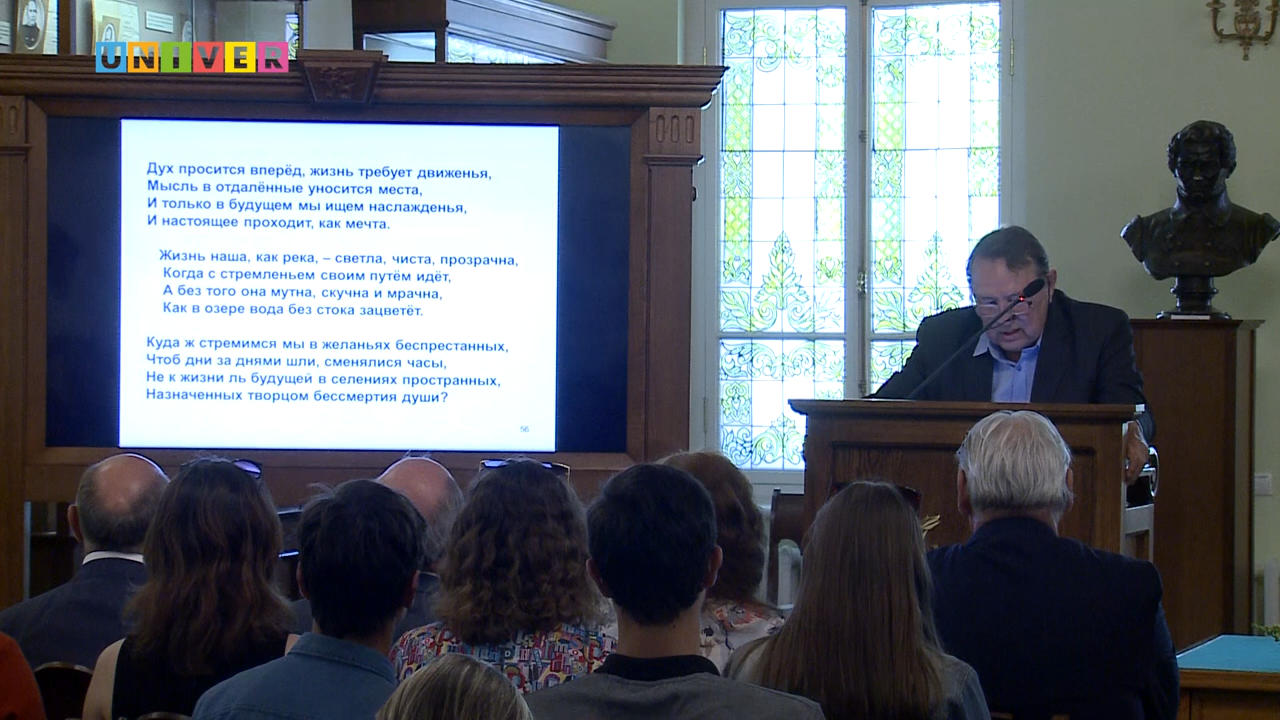 UNIVER
Дух просится вперёд, жизнь требует движенья,
Мысль в отдалённые уносится места,
И только в будущем мы ищем наслажденья,
И настоящее проходит, как мечта.
Жизнь наша, как река, – светла, чиста, прозрачна,
Когда с стремленьем своим путём идёт,
А без того она мутна, скучна и мрачна,
Как в озере вода без стока зацветёт.
Куда ж стремимся мы в желаньях беспрестанных,
Чтоб дни за днями шли, сменялися часы,
Не к жизни ль будущей в селениях пространных,
Назначенных творцом бессмертия души?
56